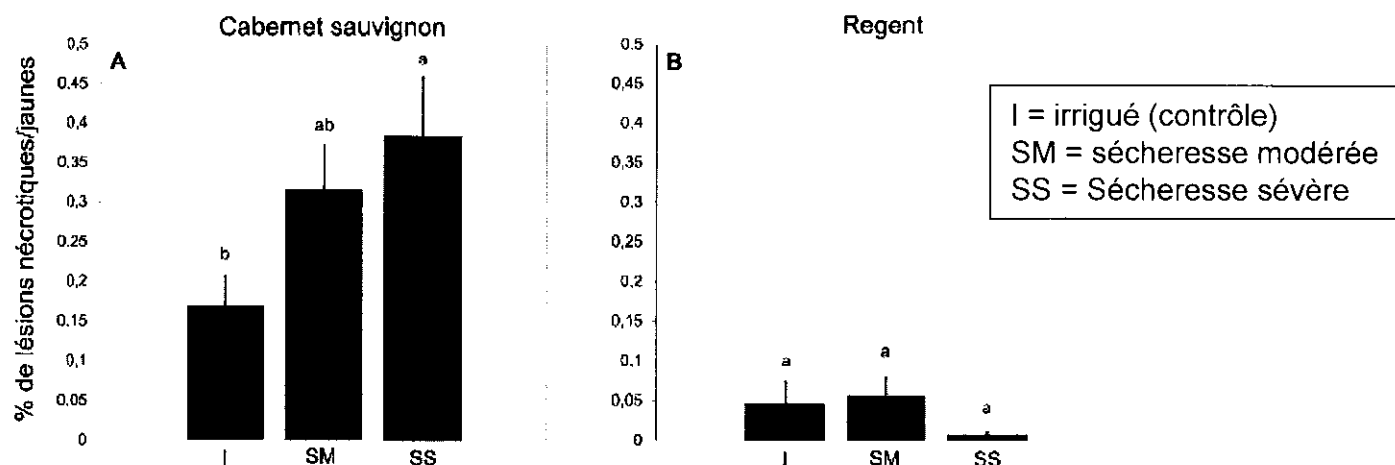 Cabernet sauvignon
Regent
% de lésions nécrotiques/jaunes
A
0,5
0,45
0,4
0,35
0,3
0,25
0,2
0,15
0,1
0,05
0
b
ab
a
I
SM
SS
B
0.5
0,45
0,4
0,35
0,3
0,25
0,2
0,15
0,1
0,05
0
a
a
a
I
SM
SS
I = irrigué (contrôle)
SM = sécheresse modérée
SS = Sécheresse sévère